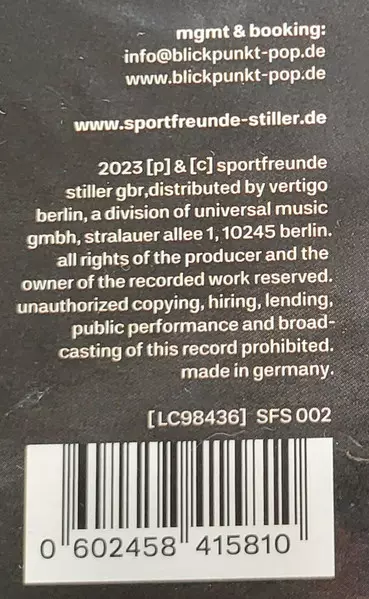 mgmt & booking:
info@blickpunkt-pop.de
www.blickpunkt-pop.de
www.sportfreunde-stiller.de
2023 [p] & [c] sportfreunde
stiller gbr,distributed by vertigo
berlin, a division of universal music
gmbh, stralauer allee 1, 10245 berlin.
all rights of the producer and the
owner of the recorded work reserved.
unauthorized copying, hiring, lending,
public performance and broad-
casting of this record prohibited.
made in germany.
[LC98436] SFS 002
0 602458 415810